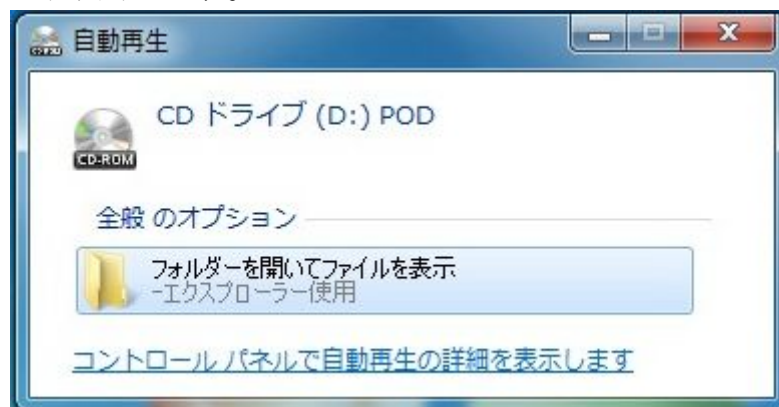 自動再生
CD ドライブ (D:) POD
CD-ROM
全般 のオプション
フォルダーを開いてファイルを表示
-エクスプローラー使用
コントロール パネルで自動再生の詳細を表示します